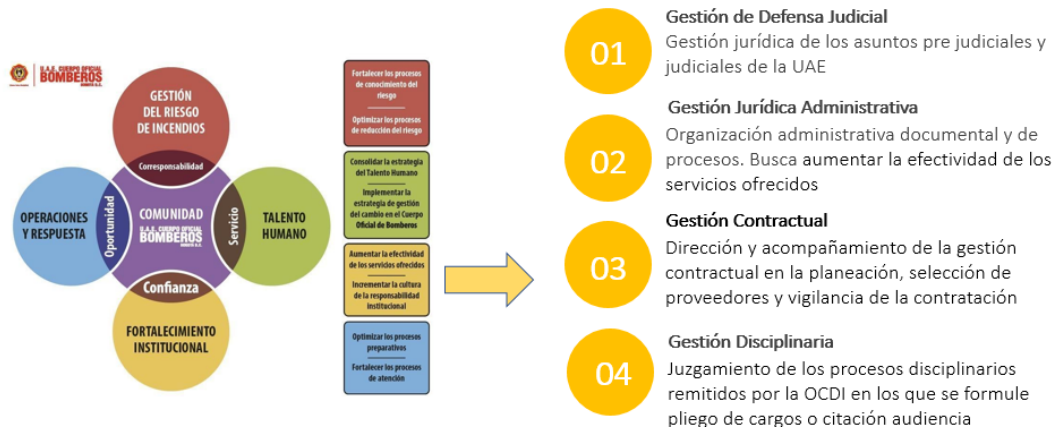 U.A.E. CUERPO OFICIAL
BOMBEROS
GESTIÓN
DEL RIESGO
DE INCENDIOS
Corresponsabilidad
OPERACIONES
Y RESPUESTA
Oportunidad
COMUNIDAD
U.A.E. CUERPO OFICIAL
BOMBEROS
Servicio
TALENTO
HUMANO
Confianza
FORTALECIMIENTO
INSTITUCIONAL
Fortalecer los procesos
de conocimiento del
riesgo
Optimizar los procesos
de reducción del riesgo
Consolidar la estrategia
del Talento Humano
Implementar la
estrategia de gestión
del cambio en el Cuerpo
Oficial de Bomberos
Aumentar la efectividad
de los servicios ofrecidos
Incrementar la cultura
de la responsabilidad
institucional
Optimizar los procesos
preparativos
Fortalecer los procesos
de atención
01
Gestión de Defensa Judicial
Gestión jurídica de los asuntos pre judiciales y
judiciales de la UAE
02
Gestión Jurídica Administrativa
Organización administrativa documental y de
procesos. Busca aumentar la efectividad de los
servicios ofrecidos
03
Gestión Contractual
Dirección y acompañamiento de la gestión
contractual en la planeación, selección de
proveedores y vigilancia de la contratación
04
Gestión Disciplinaria
Juzgamiento de los procesos disciplinarios
remitidos por la OCDI en los que se formule
pliego de cargos o citación audiencia